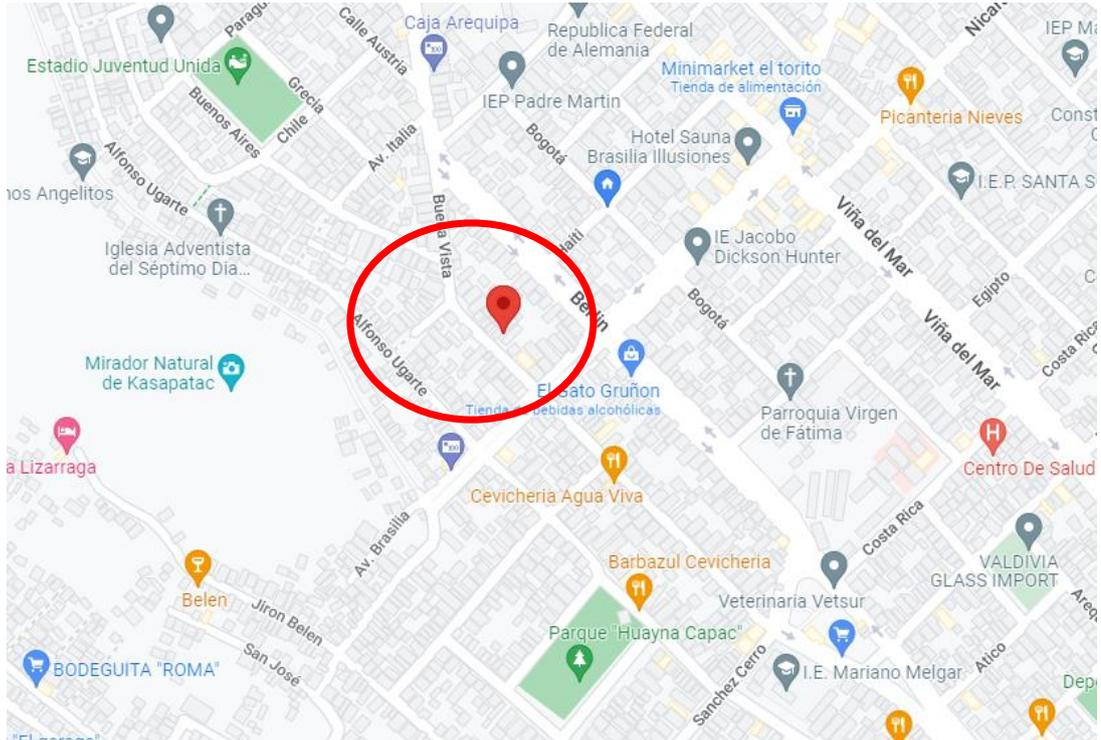 Caja Arequipa
Republica Federal
de Alemania
IEP
Calle Austria
Estadio Juventud Unida
Grecia
Chile
Buenos Aires
Minimarket el torito
Tienda de alimentación
IEP Padre Martin
Picanteria Nieves
Av. Italia
Bogotá
Hotel Sauna
Brasilia Illusiones
Alfonso Ugarte
Angelitos
I.E.P. SANTA
Viña del Mar
Buena Vista
Iglesia Adventista
del Séptimo Dia...
Haití
IE Jacobo
Dickson Hunter
Egipto
Berlin
Bogotá
Alfonso Ugarte
Viña del Mar
Costa Rica
Mirador Natural
de Kasapatac
El Gato Gruñon
Tienda de bebidas alcohólicas
Parroquia Virgen
de Fátima
Lizarraga
Centro De Salud
Cevicheria Agua Viva
Costa Rica
Av. Brasilia
Barbazul Cevicheria
VALDIVIA
GLASS IMPORT
Belen
Jiron Belen
Veterinaria Vetsur
Parque "Huayna Capac"
San José
BODEGUITA "ROMA"
Sanchez Cerro
I.E. Mariano Melgar
Atico